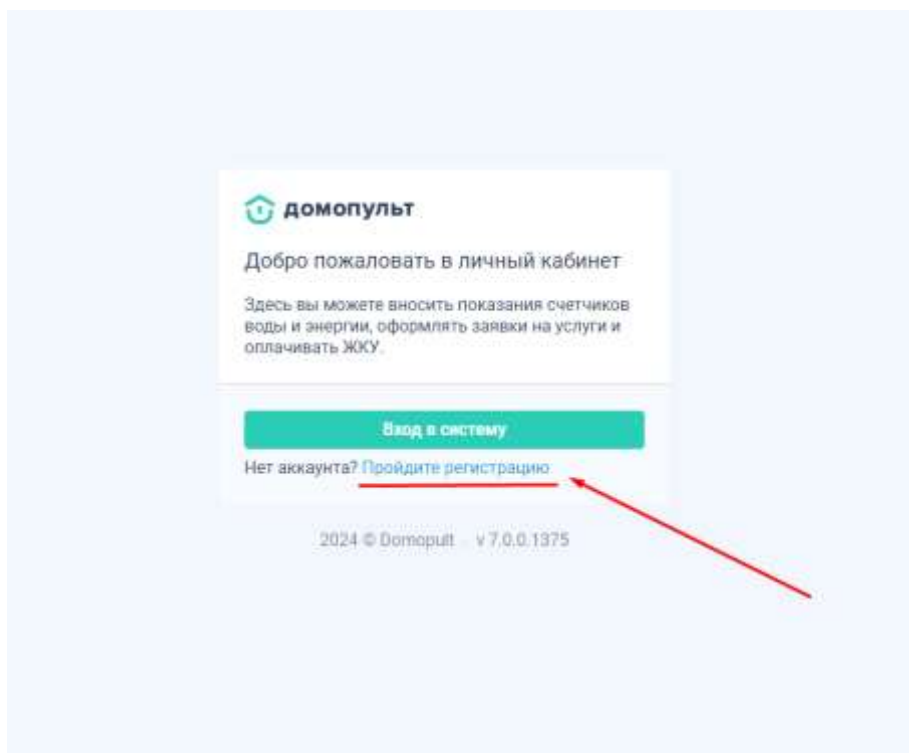 домопульт
Добро пожаловать в личный кабинет
Здесь вы можете вносить показания счетчиков
воды и энергии, оформлять заявки на услуги и
оплачивать ЖКУ.
Вход в систему
Нет аккаунта? Пройдите регистрацию
2024 © Domopult v 7.0.0.1375